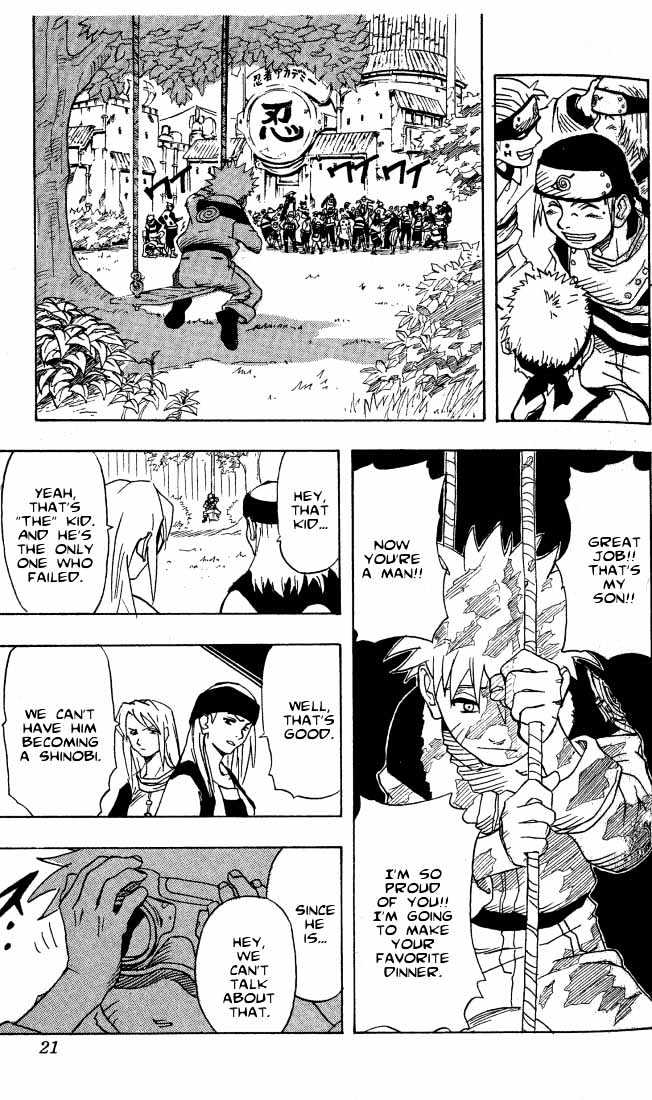 忍者アカデミー
忍
ワイ
ワイ
ワイ
GREAT
JOB!!
THAT'S
MY
SON!!
NOW
YOU'RE
A MAN!!
I'M SO
PROUD
OF YOU!!
I'M GOING
TO MAKE
YOUR
FAVORITE
DINNER.
HEY,
THAT
KID...
YEAH,
THAT'S
"THE" KID.
AND HE'S
THE ONLY
ONE WHO
FAILED.
WELL,
THAT'S
GOOD.
WE CAN'T
HAVE HIM
BECOMING
A SHINOBI.
SINCE
HE
IS...
HEY,
WE
CAN'T
TALK
ABOUT
THAT.
21